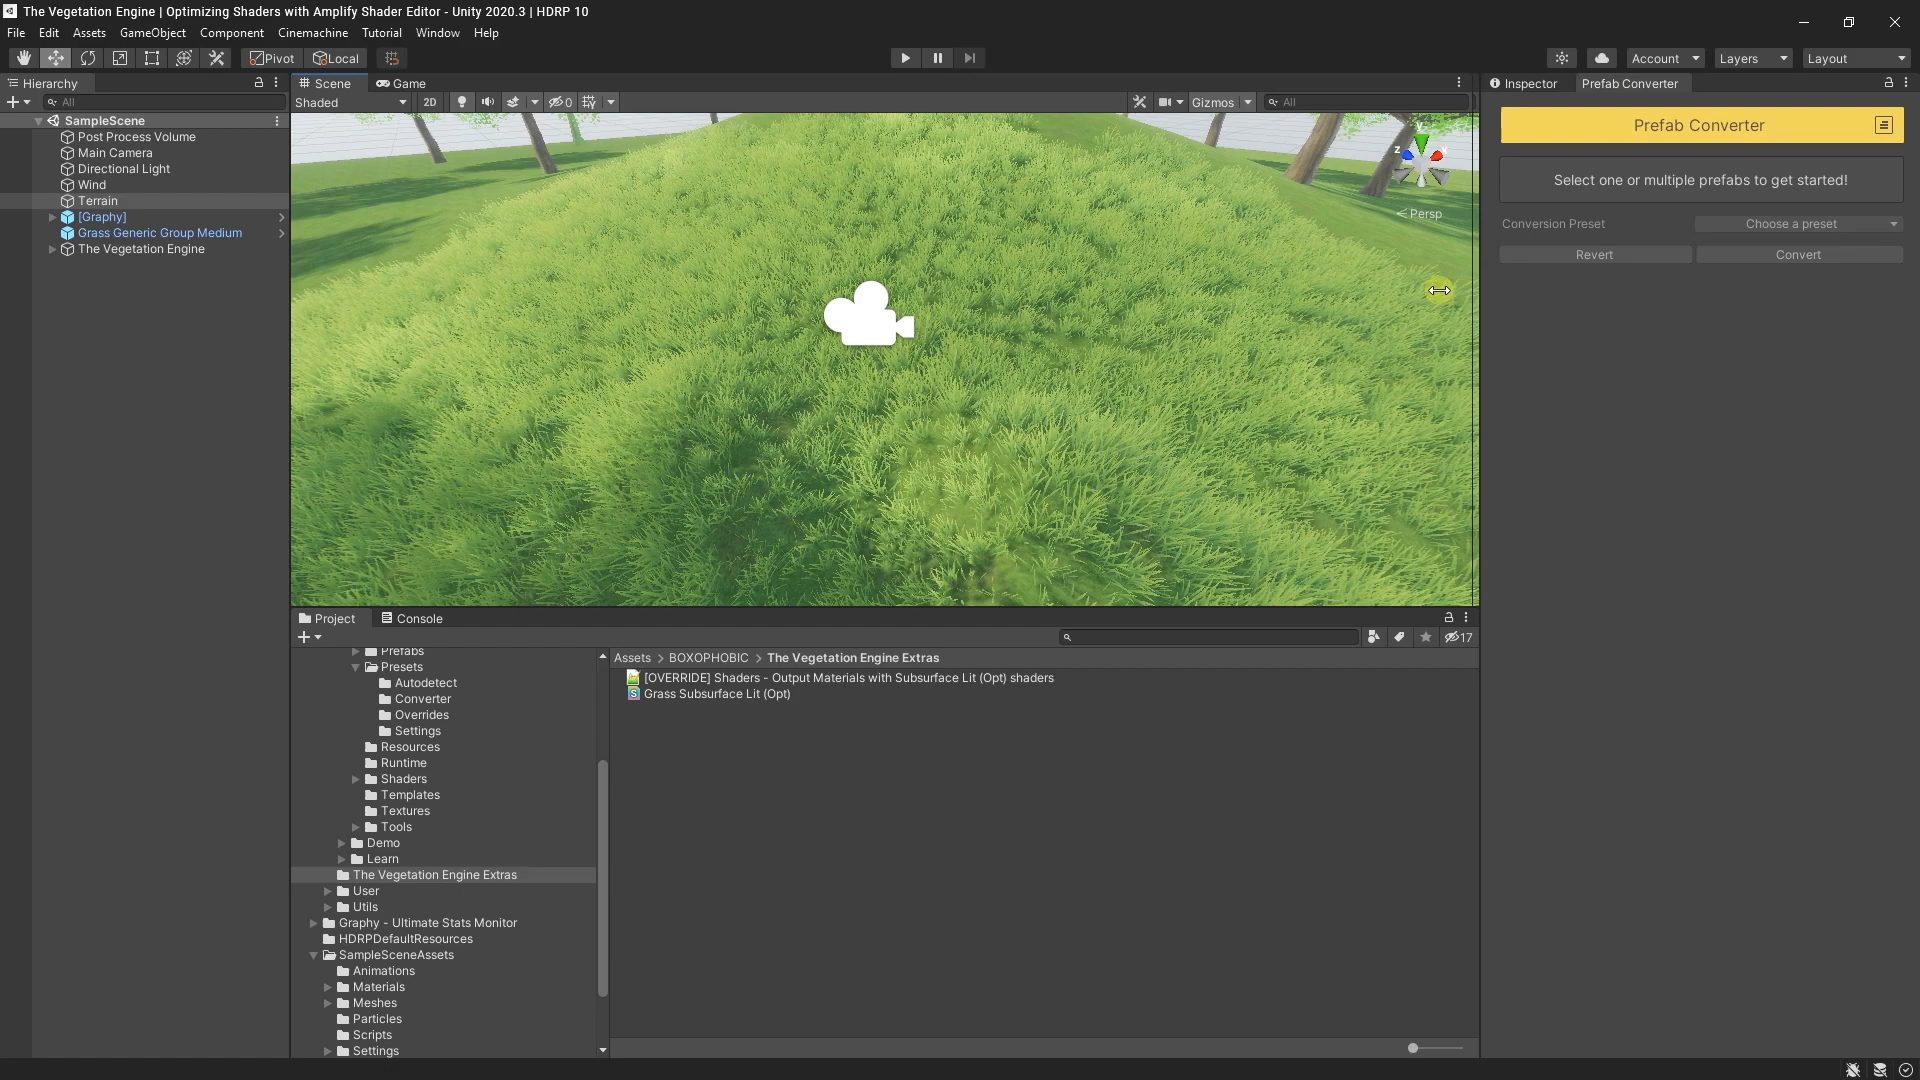 The Vegetation Engine | Optimizing Shaders with Amplify Shader Editor - Unity 2020.3 | HDRP 10
File Edit Assets GameObject Component Cinemachine Tutorial Window Help
Pivot Local Account Layers Layout
Hierarchy
All
SampleScene
Post Process Volume
Main Camera
Directional Light
Wind
Terrain
[Graphy]
Grass Generic Group Medium
The Vegetation Engine
Scene Game
Shaded 2D 0 Gizmos All
y
z x
Persp
Inspector Prefab Converter
Prefab Converter
Select one or multiple prefabs to get started!
Conversion Preset Choose a preset
Revert Convert
Project Console
17
Prefabs
Presets
Autodetect
Converter
Overrides
Settings
Resources
Runtime
Shaders
Templates
Textures
Tools
Demo
Learn
The Vegetation Engine Extras
User
Utils
Graphy - Ultimate Stats Monitor
HDRPDefaultResources
SampleSceneAssets
Animations
Materials
Meshes
Particles
Scripts
Settings
Assets > BOXOPHOBIC > The Vegetation Engine Extras
[OVERRIDE] Shaders - Output Materials with Subsurface Lit (Opt) shaders
Grass Subsurface Lit (Opt)